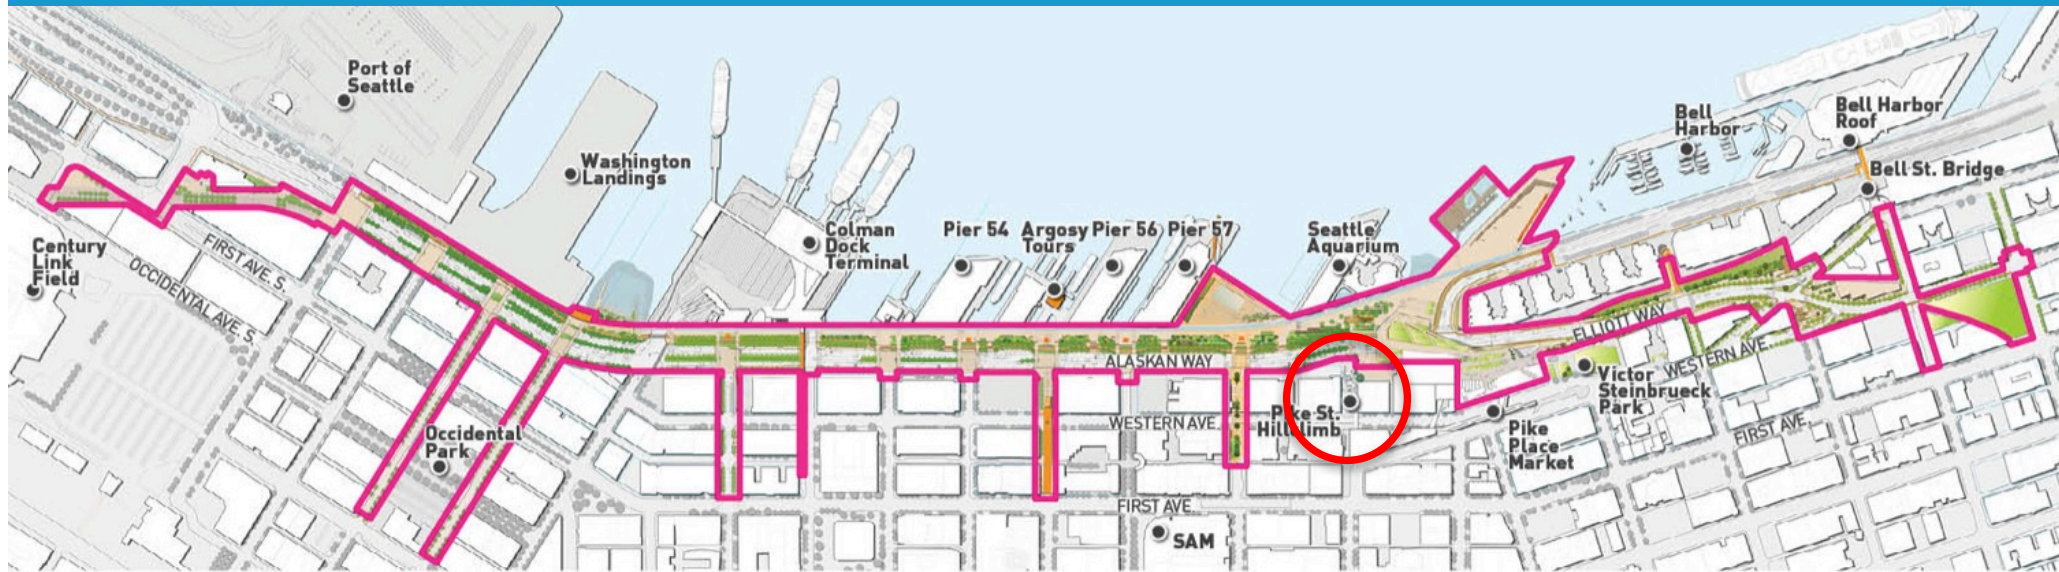 Port of
Seattle
Washington
Landings
Colman
Dock
Terminal
Pier 54
Argosy
Tours
Pier 56
Pier 57
Seattle
Aquarium
Bell
Harbor
Bell Harbor
Roof
Bell St. Bridge
Century
Link
Field
FIRST AVE. S.
OCCIDENTAL AVE. S.
Occidental
Park
ALASKAN WAY
WESTERN AVE.
FIRST AVE.
SAM
Pike St.
Hillclimb
Pike
Place
Market
Victor
Steinbrueck
Park
ELLIOTT WAY
WESTERN AVE.
FIRST AVE.